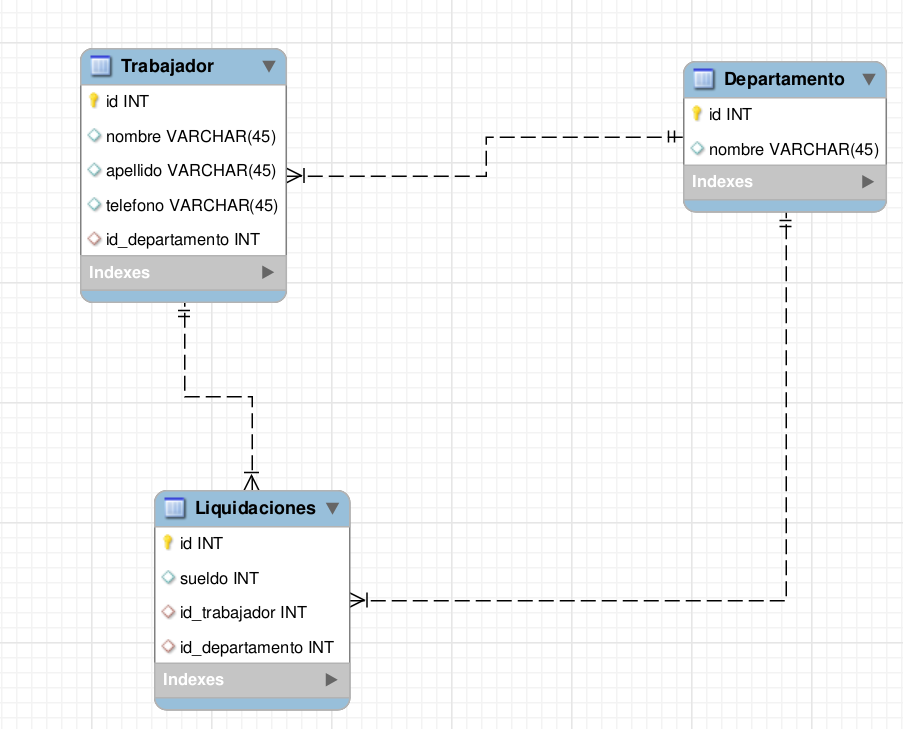 Trabajador
id INT
nombre VARCHAR(45)
apellido VARCHAR(45)
telefono VARCHAR(45)
id_departamento INT
Indexes
Departamento
id INT
nombre VARCHAR(45)
Indexes
Liquidaciones
id INT
sueldo INT
id_trabajador INT
id_departamento INT
Indexes